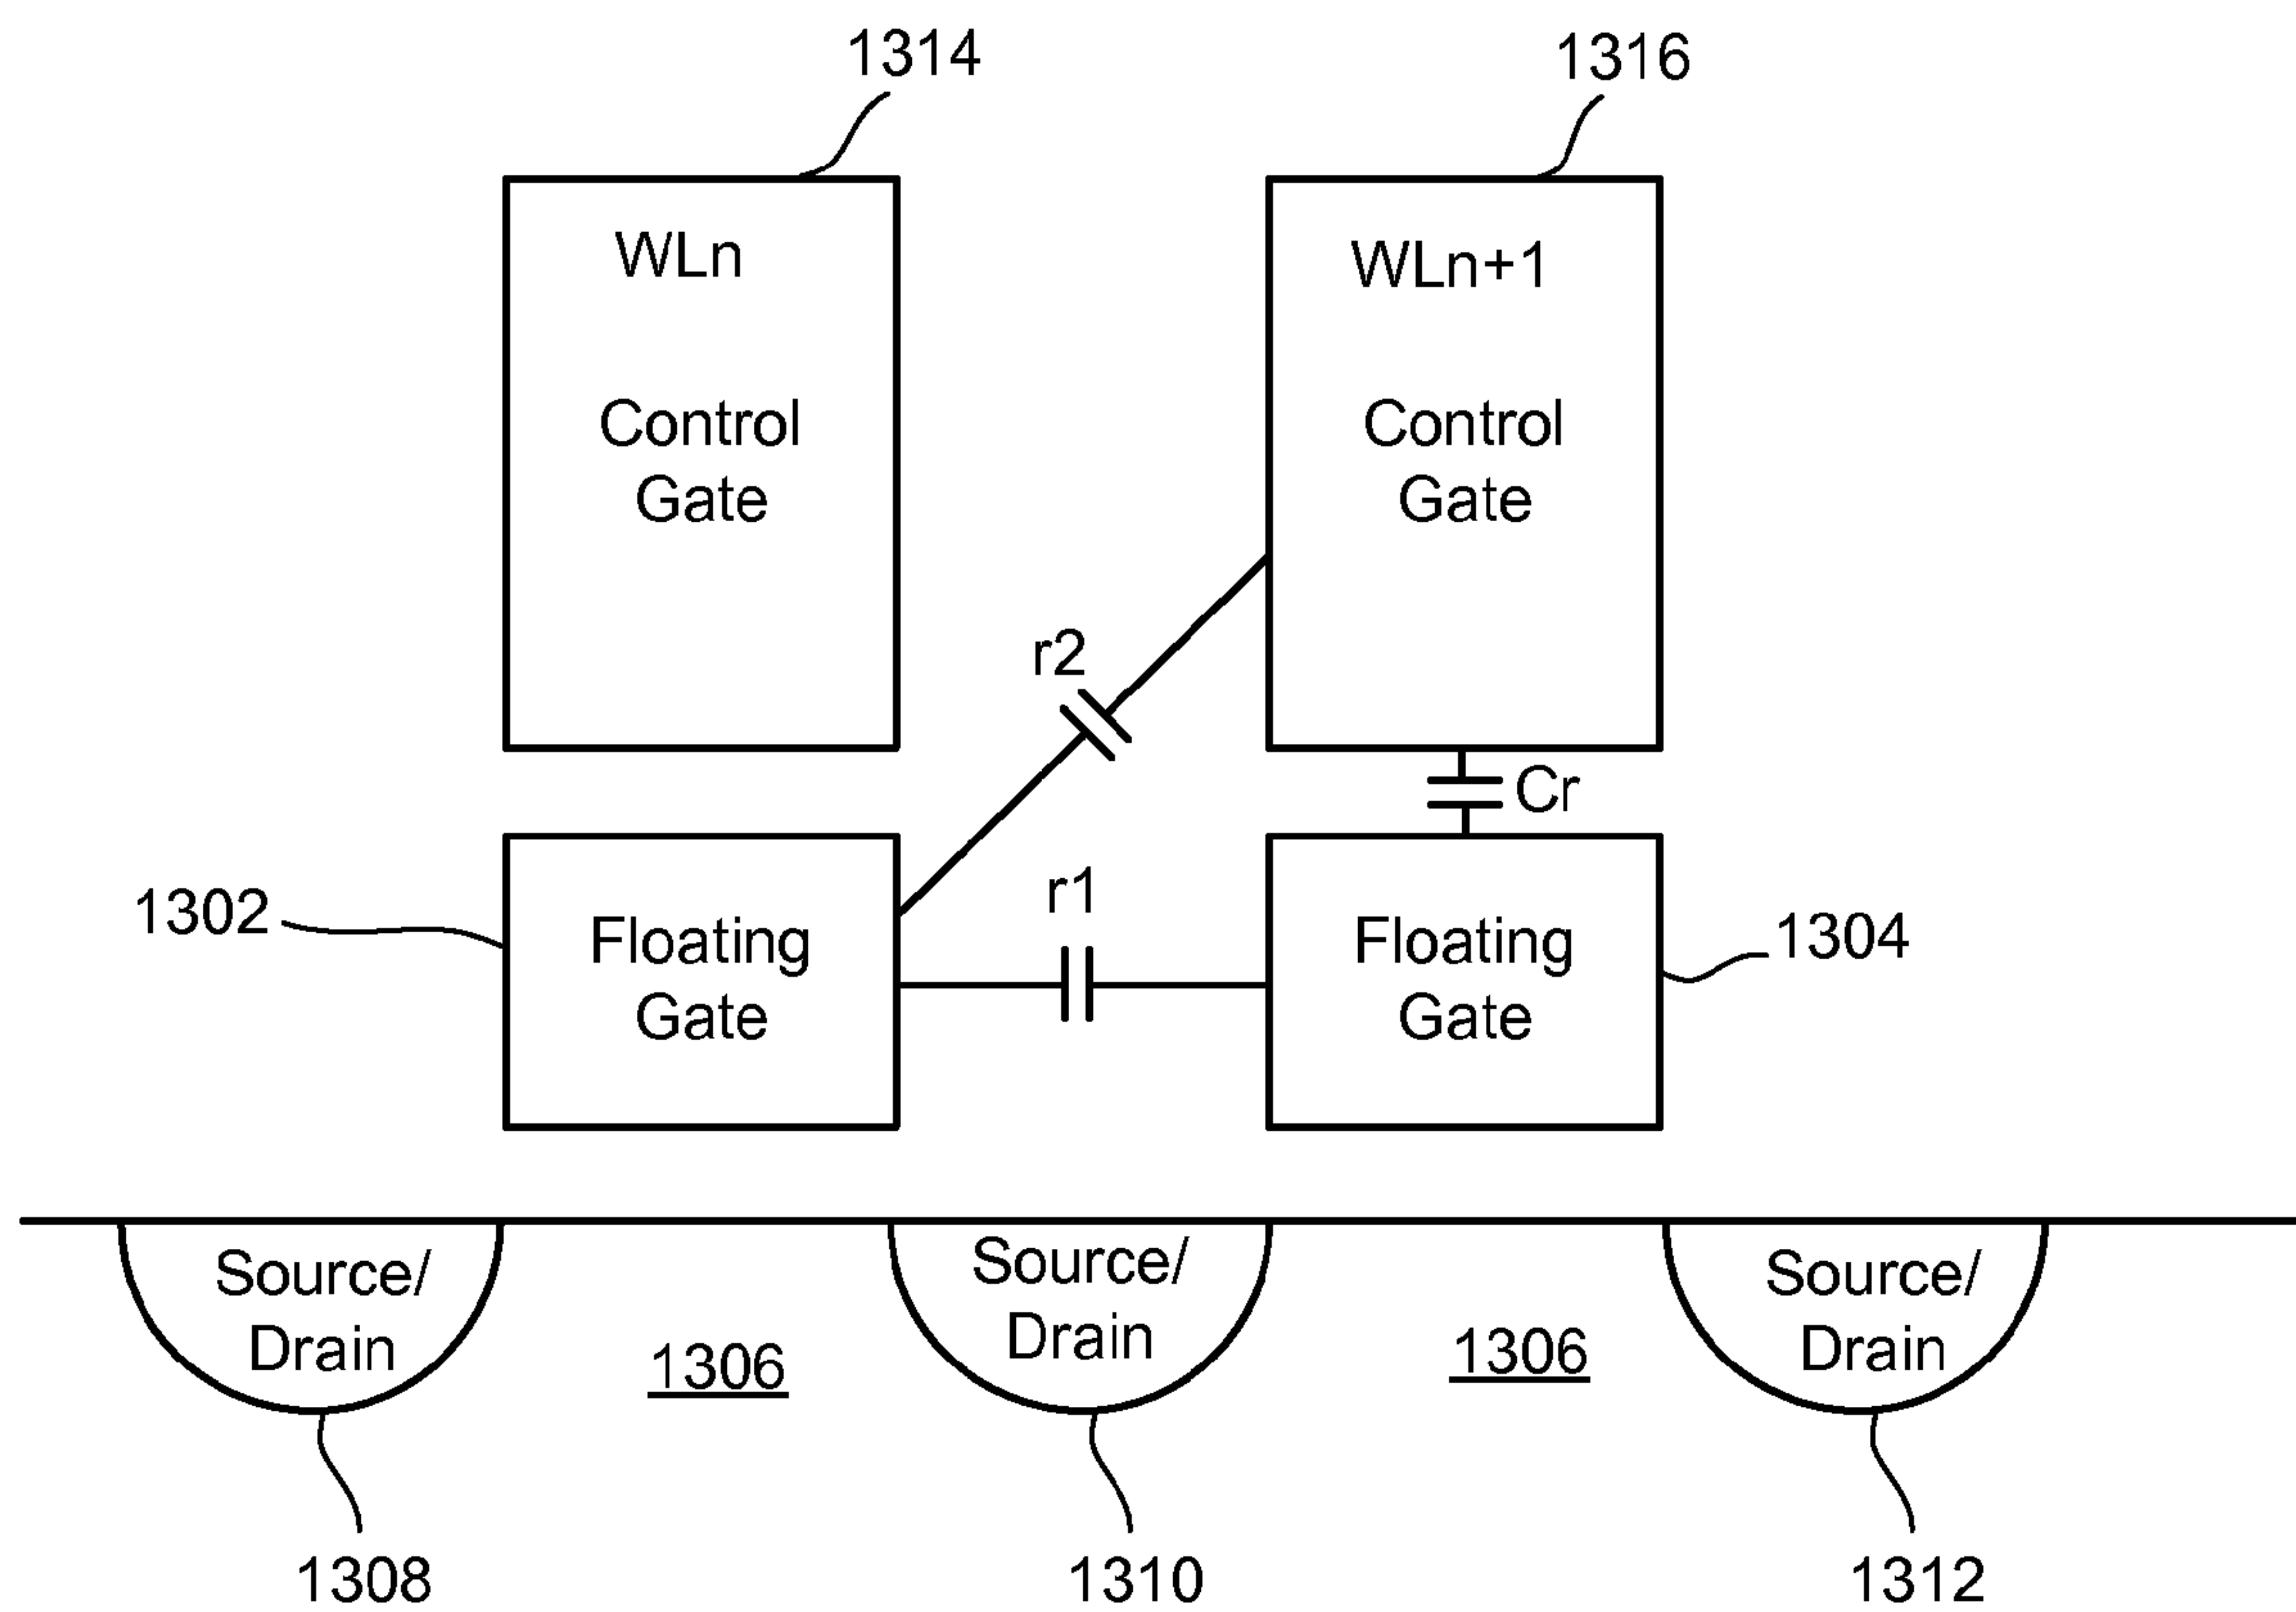 1314
1316
WLn
WLn+1
Control
Gate
Control
Gate
r2
Cr
r1
1302
Floating
Gate
Floating
Gate
1304
Source/
Drain
Source/
Drain
Source/
Drain
1306
1306
1308
1310
1312